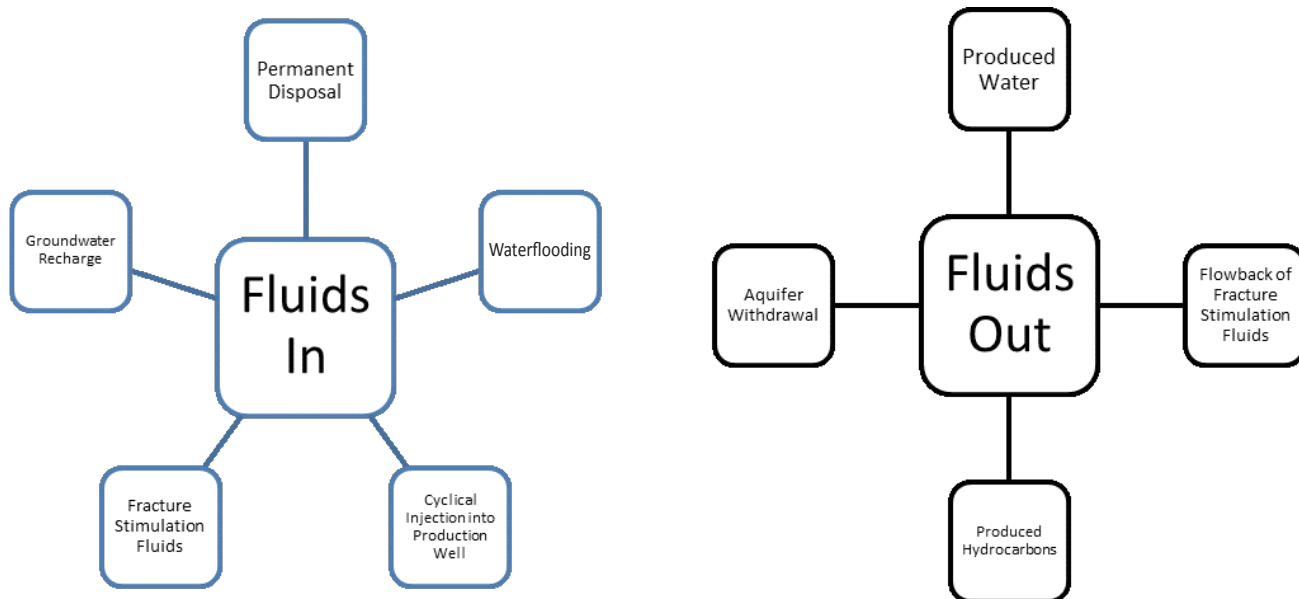 Permanent
Disposal
Groundwater
Recharge
Waterflooding
Fluids
In
Fracture
Stimulation
Fluids
Cyclical
Injection into
Production
Well
Produced
Water
Aquifer
Withdrawal
Fluids
Out
Flowback of
Fracture
Stimulation
Fluids
Produced
Hydrocarbons